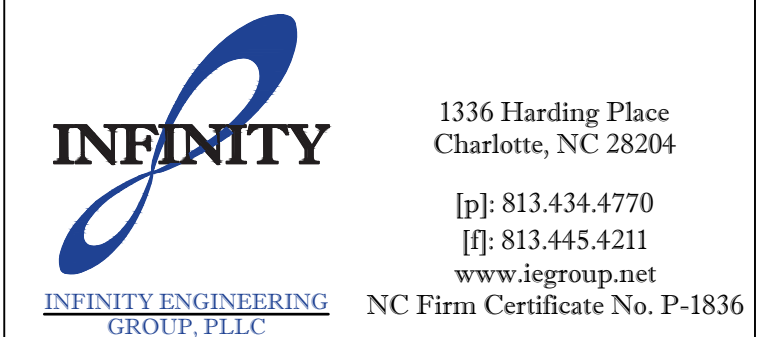 INFINITY
INFINITY ENGINEERING
GROUP, PLLC
1336 Harding Place
Charlotte, NC 28204
[p]: 813.434.4770
[f]: 813.445.4211
www.iegroup.net
NC Firm Certificate No. P-1836